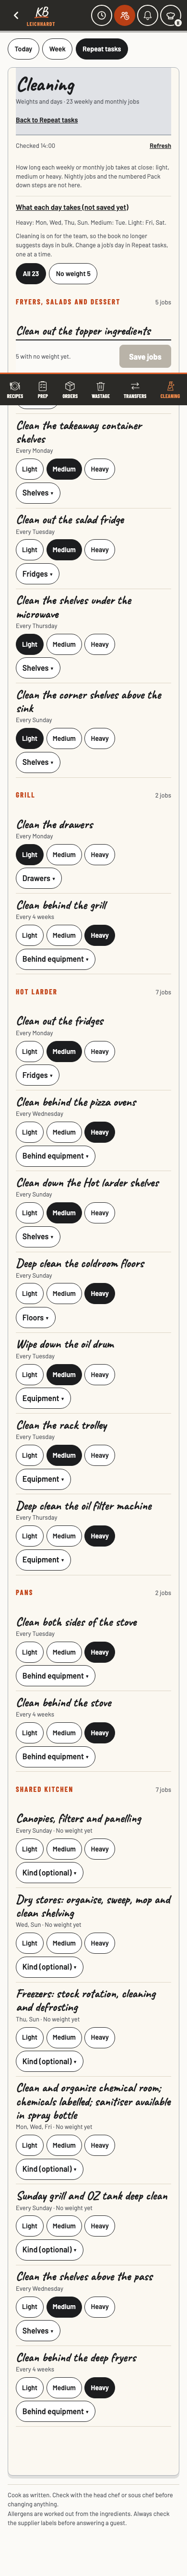 KB
LEICKHARDT
6
Today
Week
Repeat tasks
Cleaning
Weights and days · 23 weekly and monthly jobs
Back to Repeat tasks
Checked 14:00
Refresh
How long each weekly or monthly job takes at close: light,
medium or heavy. Nightly jobs and the numbered Pack
down steps are not here.
What each day takes (not saved yet)
Heavy: Mon, Wed, Thu, Sun. Medium: Tue. Light: Fri, Sat.
Cleaning is on for the team, so the book no longer
suggests days in bulk. Change a job's day in Repeat tasks,
one at a time.
All 23
No weight 5
FRYERS, SALADS AND DESSERT
5 jobs
Clean out the topper ingredients
5 with no weight yet.
Save jobs
RECIPES
PREP
ORDERS
WASTAGE
TRANSFERS
CLEANING
Clean the takeaway container
shelves
Every Monday
Light
Medium
Heavy
Shelves ▾
Clean out the salad fridge
Every Tuesday
Light
Medium
Heavy
Fridges ▾
Clean the shelves under the
microwave
Every Thursday
Light
Medium
Heavy
Shelves ▾
Clean the corner shelves above the
sink
Every Sunday
Light
Medium
Heavy
Shelves ▾
GRILL
2 jobs
Clean the drawers
Every Monday
Light
Medium
Heavy
Drawers ▾
Clean behind the grill
Every 4 weeks
Light
Medium
Heavy
Behind equipment ▾
HOT LARDER
7 jobs
Clean out the fridges
Every Monday
Light
Medium
Heavy
Fridges ▾
Clean behind the pizza ovens
Every Wednesday
Light
Medium
Heavy
Behind equipment ▾
Clean down the Hot larder shelves
Every Sunday
Light
Medium
Heavy
Shelves ▾
Deep clean the coldroom floors
Every Sunday
Light
Medium
Heavy
Floors ▾
Wipe down the oil drum
Every Tuesday
Light
Medium
Heavy
Equipment ▾
Clean the rack trolley
Every Tuesday
Light
Medium
Heavy
Equipment ▾
Deep clean the oil filter machine
Every Thursday
Light
Medium
Heavy
Equipment ▾
PANS
2 jobs
Clean both sides of the stove
Every Tuesday
Light
Medium
Heavy
Behind equipment ▾
Clean behind the stove
Every 4 weeks
Light
Medium
Heavy
Behind equipment ▾
SHARED KITCHEN
7 jobs
Canopies, filters and panelling
Every Sunday · No weight yet
Light
Medium
Heavy
Kind (optional) ▾
Dry stores: organise, sweep, mop and
clean shelving
Wed, Sun · No weight yet
Light
Medium
Heavy
Kind (optional) ▾
Freezers: stock rotation, cleaning
and defrosting
Thu, Sun · No weight yet
Light
Medium
Heavy
Kind (optional) ▾
Clean and organise chemical room;
chemicals labelled; sanitiser available
in spray bottle
Mon, Wed, Fri · No weight yet
Light
Medium
Heavy
Kind (optional) ▾
Sunday grill and OZ tank deep clean
Every Sunday · No weight yet
Light
Medium
Heavy
Kind (optional) ▾
Clean the shelves above the pass
Every Wednesday
Light
Medium
Heavy
Shelves ▾
Clean behind the deep fryers
Every 4 weeks
Light
Medium
Heavy
Behind equipment ▾
Cook as written. Check with the head chef or sous chef before
changing anything.
Allergens are worked out from the ingredients. Always check
the supplier labels before answering a guest.